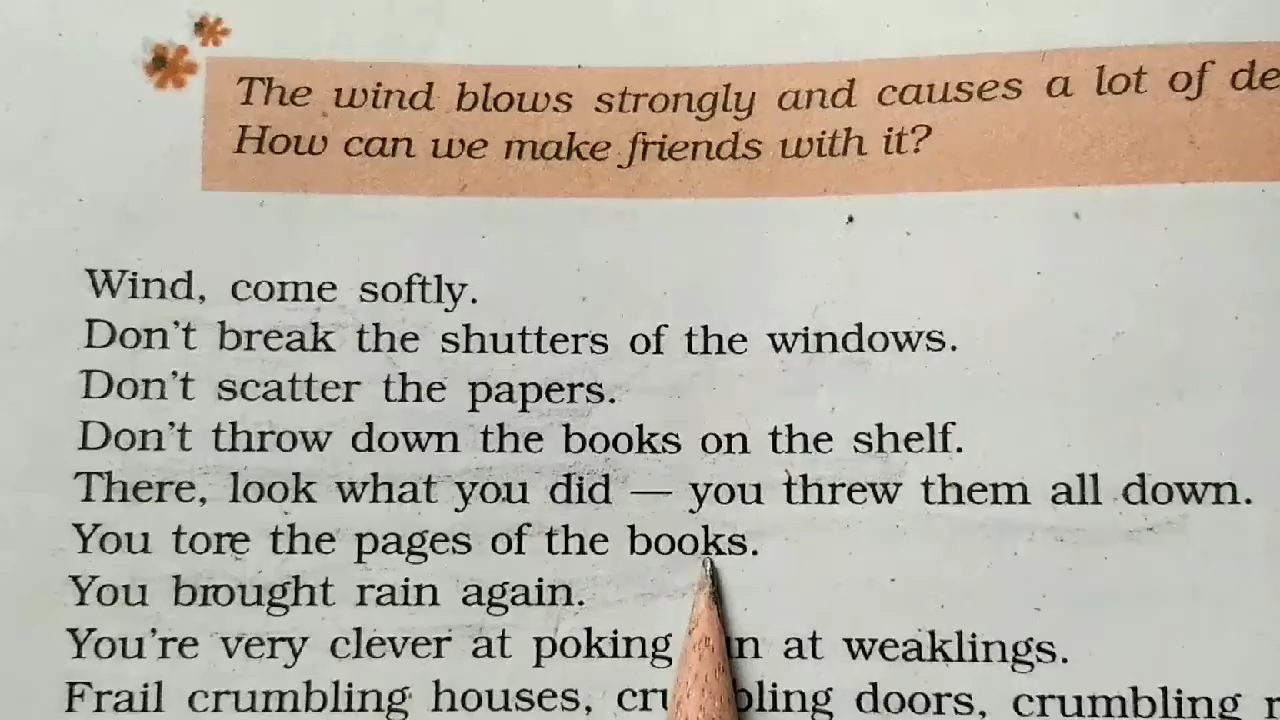 The wind blows strongly and causes a lot of
How can we make friends with it?
Wind, come softly.
Don't break the shutters of the windows.
Don't scatter the papers.
Don't throw down the books on the shelf.
There, look what you did — you threw them all down.
You tore the pages of the books.
You brought rain again.
You're very clever at poking at weaklings.
Frail crumbling houses, doors, crumbling